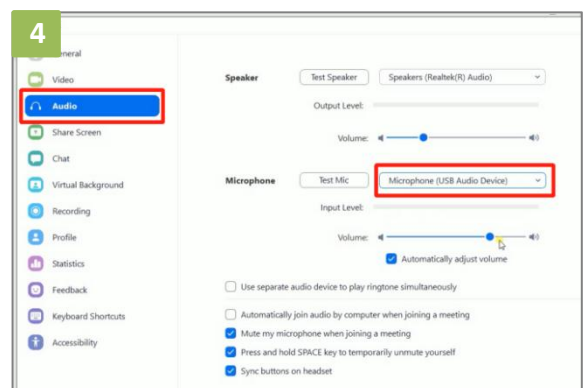 4
eneral
Video
Audio
Share Screen
Chat
Virtual Background
Recording
Profile
Statistics
Feedback
Keyboard Shortcuts
Accessibility
Speaker Test Speaker Speakers (Realtek(R) Audio)
Output Level:
Volume:
Microphone Test Mic Microphone (USB Audio Device)
Input Level:
Volume:
Automatically adjust volume
Use separate audio device to play ringtone simultaneously
Automatically join audio by computer when joining a meeting
Mute my microphone when joining a meeting
Press and hold SPACE key to temporarily unmute yourself
Sync buttons on headset